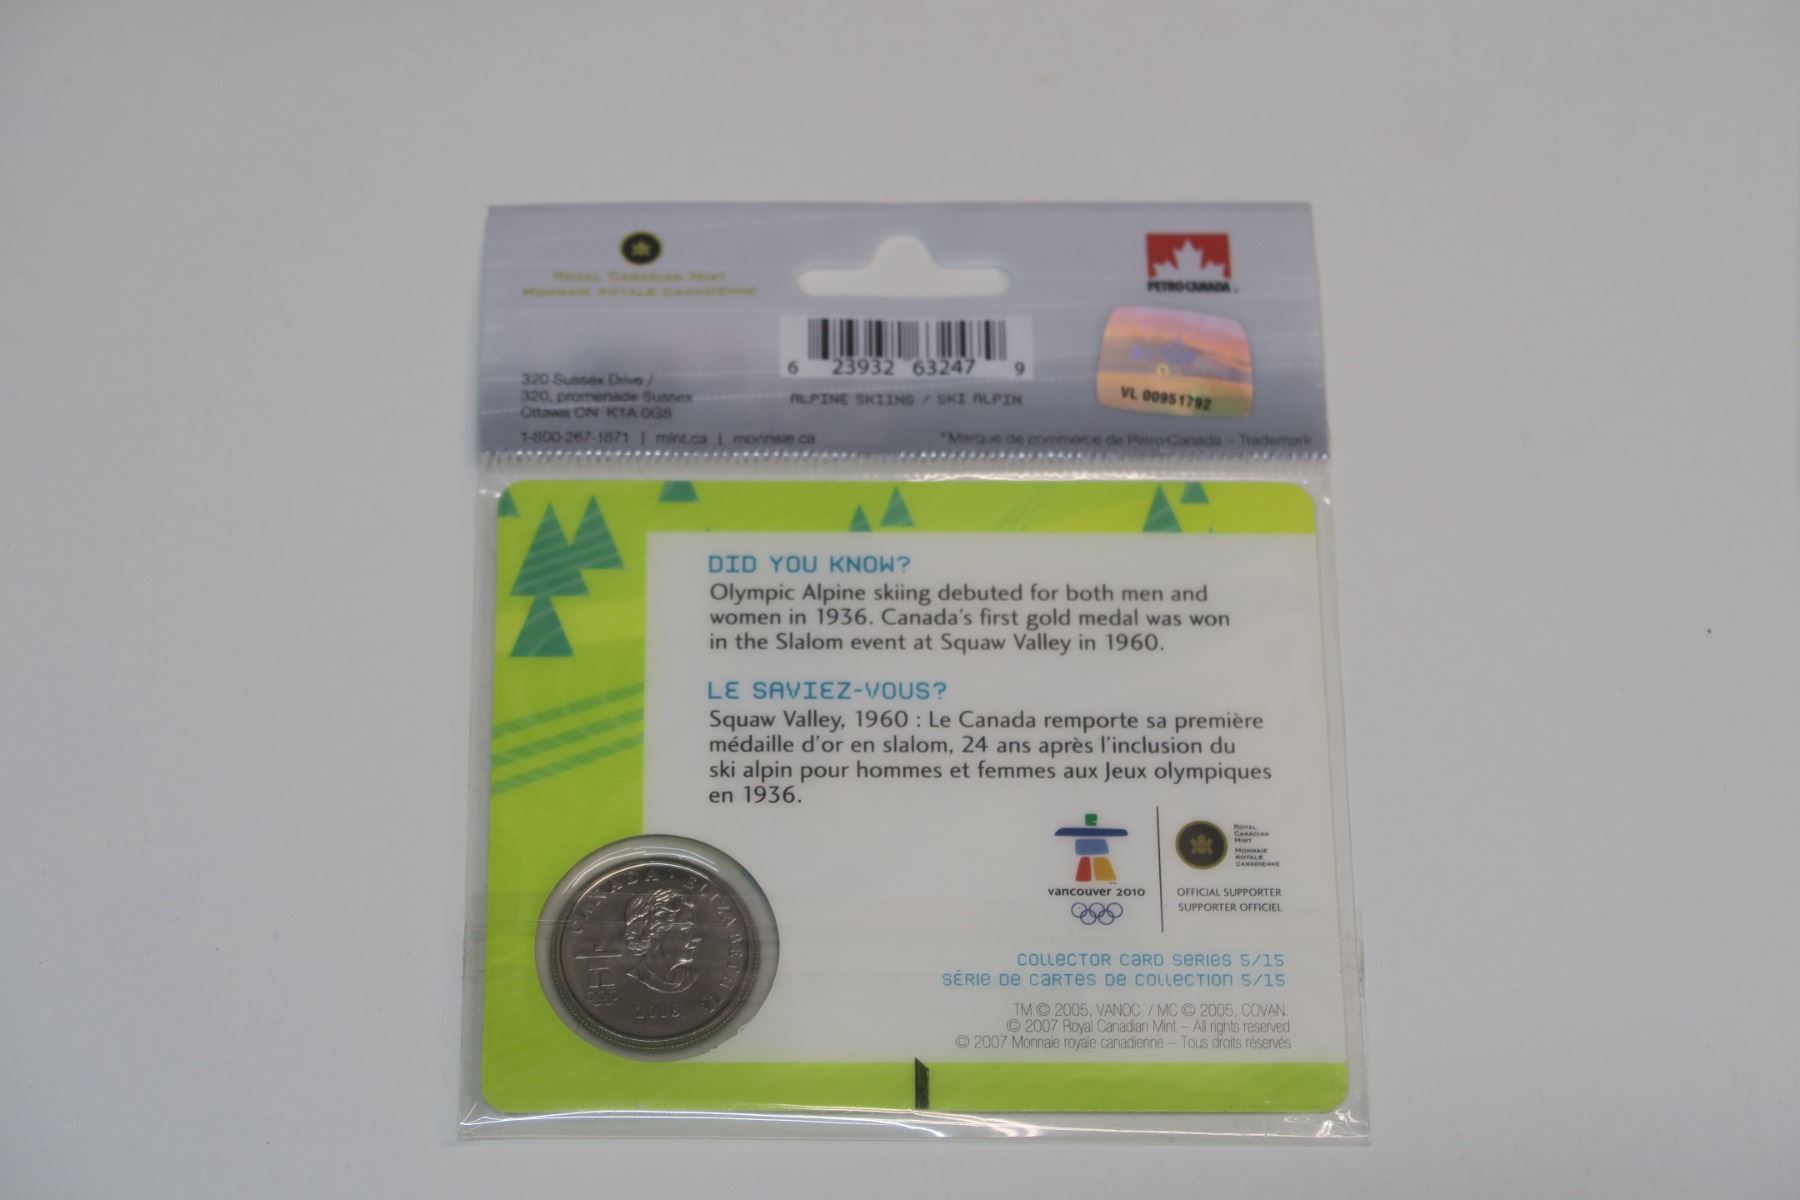 ROYAL CANADIAN MINT
MONNAIE ROYALE CANADIENNE
PETRO-CANADA
6 23932 63247 9
ALPINE SKIING / SKI ALPIN
VL 00951792
320 Sussex Drive /
320, promenade Sussex
Ottawa ON K1A 0G8
1-800-267-1871 | mint.ca | monnaie.ca
*Marque de commerce de Petro-Canada - Trademark
DID YOU KNOW?
Olympic Alpine skiing debuted for both men and
women in 1936. Canada's first gold medal was won
in the Slalom event at Squaw Valley in 1960.
LE SAVIEZ-VOUS?
Squaw Valley, 1960 : Le Canada remporte sa première
médaille d'or en slalom, 24 ans après l'inclusion du
ski alpin pour hommes et femmes aux Jeux olympiques
en 1936.
vancouver 2010
ROYAL
CANADIAN
MINT
MONNAIE
ROYALE
CANADIENNE
OFFICIAL SUPPORTER
SUPPORTER OFFICIEL
CANADA · ELIZABETH II
2008
COLLECTOR CARD SERIES 5/15
SÉRIE DE CARTES DE COLLECTION 5/15
TM © 2005, VANOC. / MC © 2005, COVAN.
© 2007 Royal Canadian Mint – All rights reserved
© 2007 Monnaie royale canadienne – Tous droits réservés